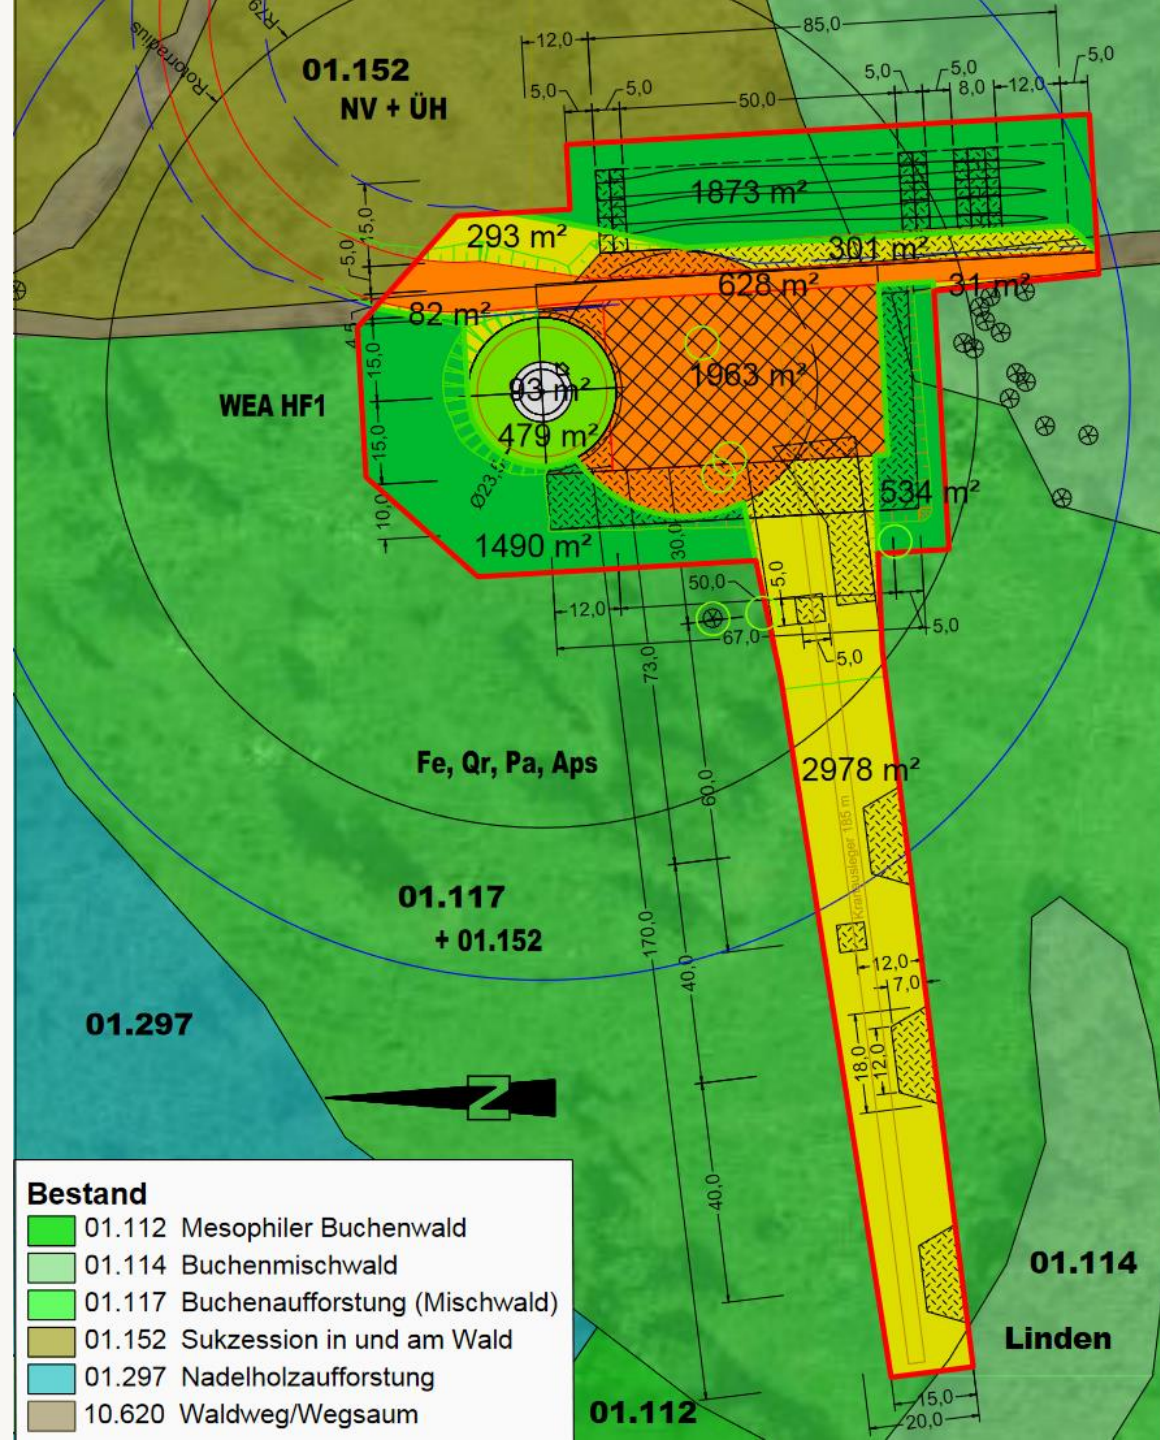 R79
Rotorradius
01.152
NV + ÜH
12,0
85,0
5,0
5,0
50,0
5,0
5,0
8,0
12,0
5,0
1873 m²
293 m²
301 m²
15,0
5,0
628 m²
31 m²
82 m²
4,5
15,0
1963 m²
93 m²
WEA HF1
479 m²
15,0
534 m²
10,0
1490 m²
30,0
12,0
50,0
5,0
67,0
5,0
5,0
73,0
Fe, Qr, Pa, Aps
2978 m²
60,0
Kranausleger 185 m
01.117
+ 01.152
170,0
40,0
12,0
7,0
01.297
18,0
12,0
N
40,0
01.114
Linden
15,0
20,0
01.112
Bestand
01.112 Mesophiler Buchenwald
01.114 Buchenmischwald
01.117 Buchenaufforstung (Mischwald)
01.152 Sukzession in und am Wald
01.297 Nadelholzaufforstung
10.620 Waldweg/Wegsaum